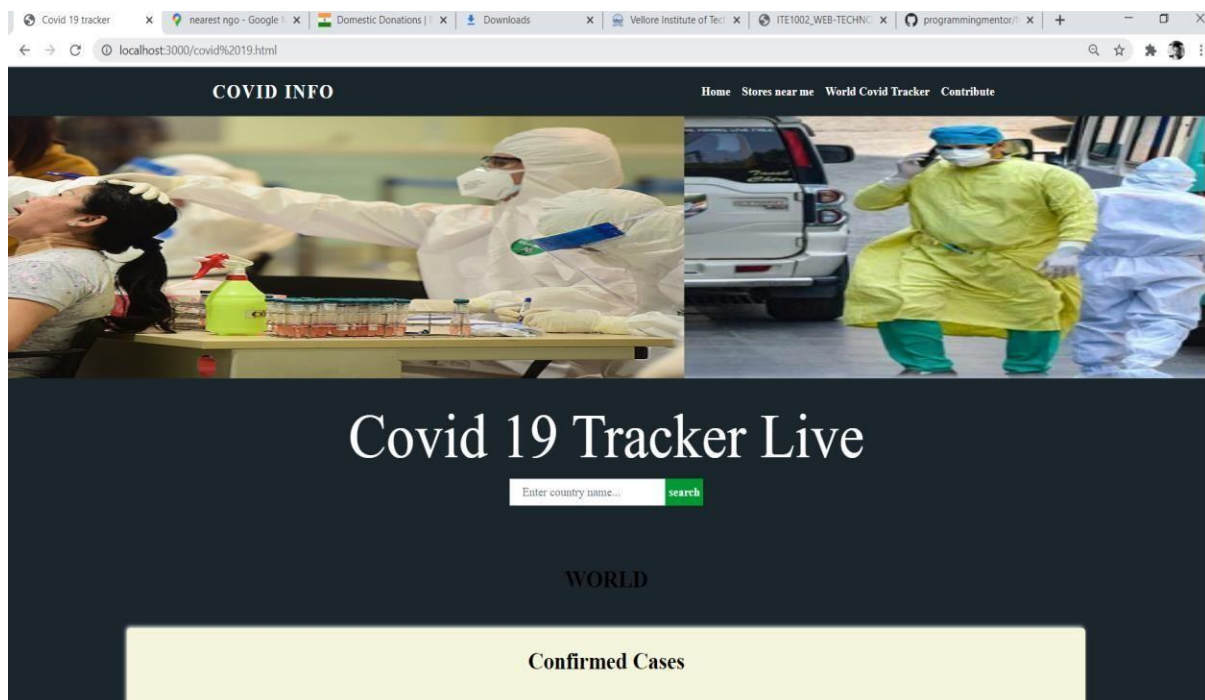 Covid 19 tracker
nearest ngo - Google
Domestic Donations |
Downloads
Vellore Institute of Tec
ITE1002_WEB-TECHNO
programmingmentor/
localhost:3000/covid%2019.html
COVID INFO
Home Stores near me World Covid Tracker Contribute
Covid 19 Tracker Live
Enter country name... search
WORLD
Confirmed Cases